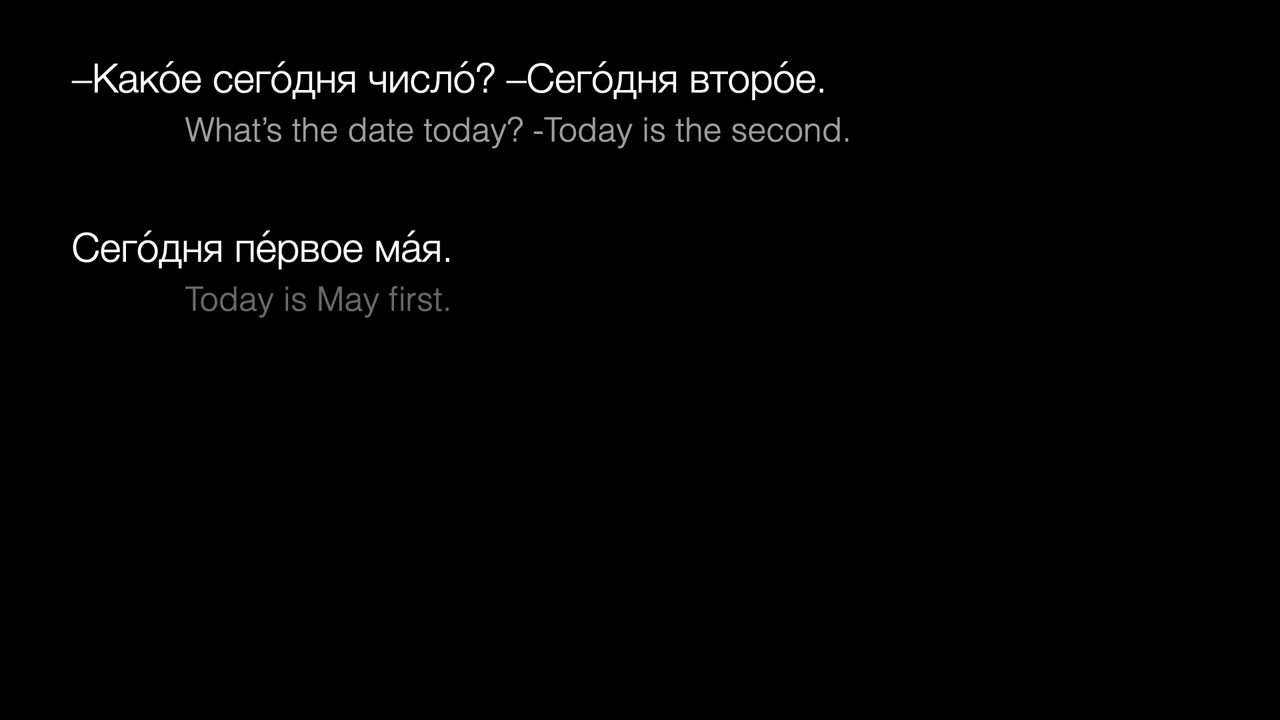 –Како́е сего́дня число́? –Сего́дня второ́е.
What’s the date today? -Today is the second.
Сего́дня пе́рвое ма́я.
Today is May first.